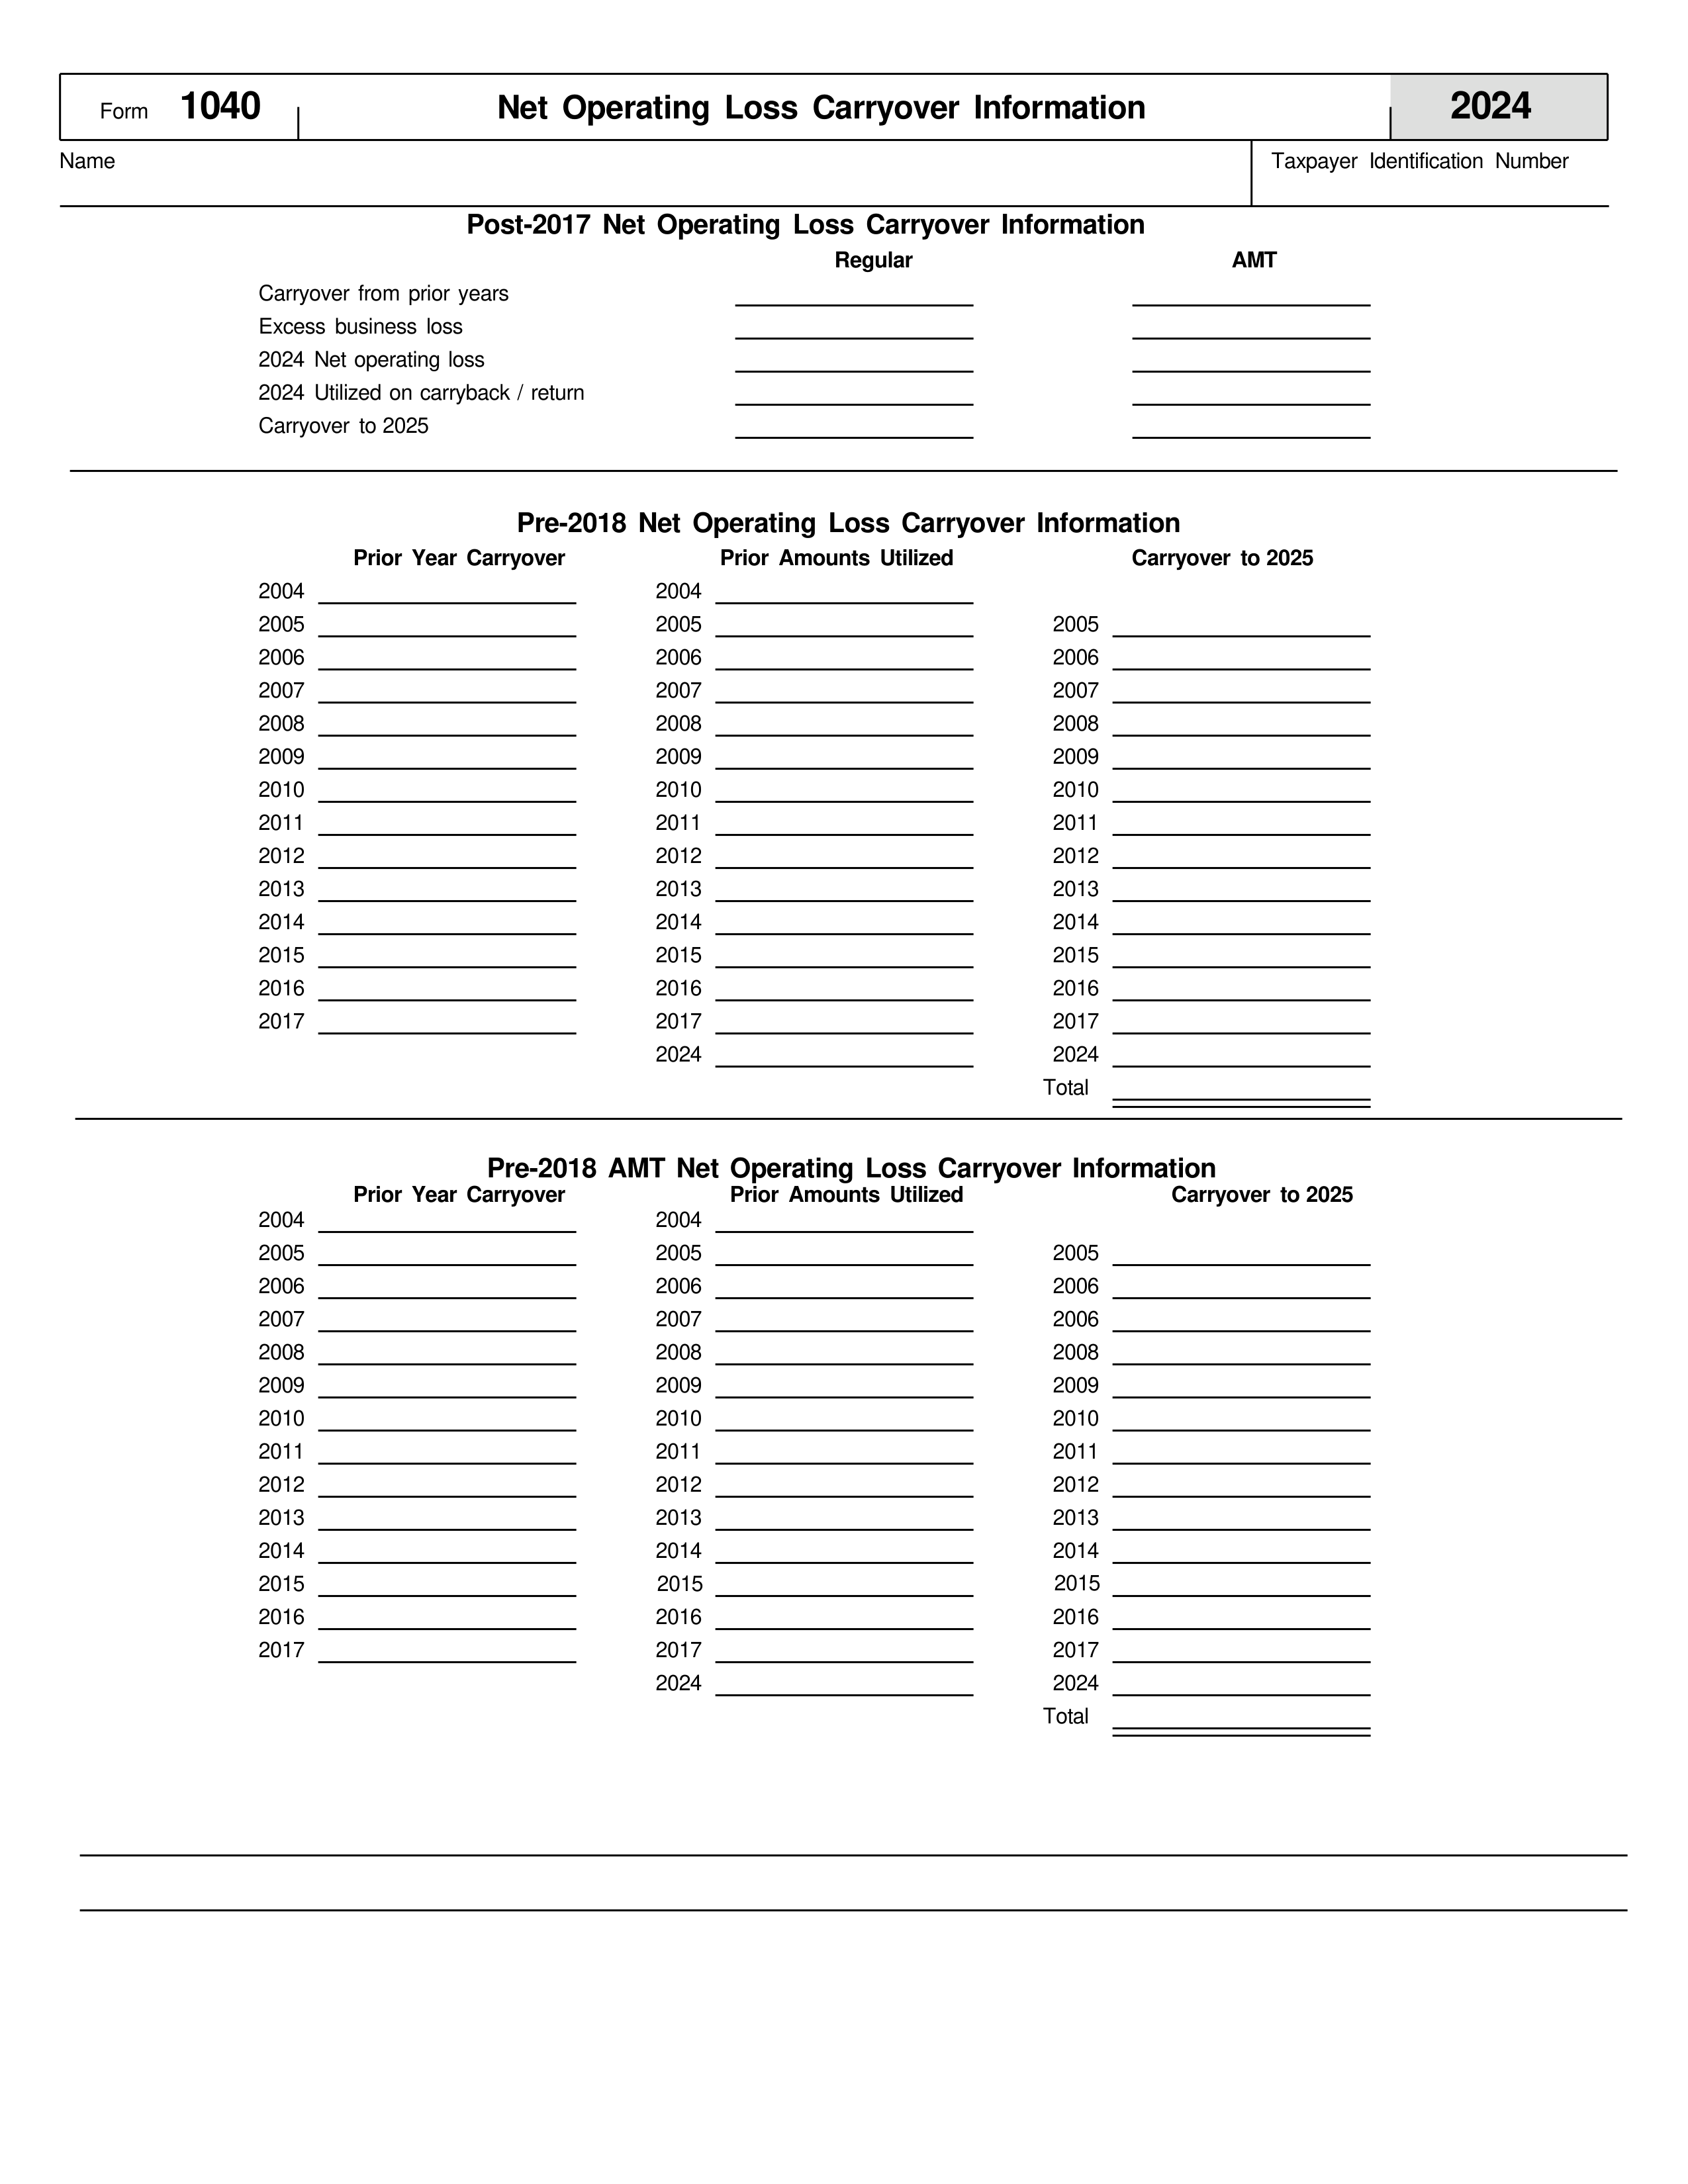 Form 1040 Net Operating Loss Carryover Information 2024
Name Taxpayer Identification Number
Post-2017 Net Operating Loss Carryover Information
Regular AMT
Carryover from prior years
Excess business loss
2024 Net operating loss
2024 Utilized on carryback / return
Carryover to 2025
Pre-2018 Net Operating Loss Carryover Information
Prior Year Carryover Prior Amounts Utilized Carryover to 2025
2004 2004
2005 2005 2005
2006 2006 2006
2007 2007 2007
2008 2008 2008
2009 2009 2009
2010 2010 2010
2011 2011 2011
2012 2012 2012
2013 2013 2013
2014 2014 2014
2015 2015 2015
2016 2016 2016
2017 2017 2017
2024 2024
Total
Pre-2018 AMT Net Operating Loss Carryover Information
Prior Year Carryover Prior Amounts Utilized Carryover to 2025
2004 2004
2005 2005 2005
2006 2006 2006
2007 2007 2006
2008 2008 2008
2009 2009 2009
2010 2010 2010
2011 2011 2011
2012 2012 2012
2013 2013 2013
2014 2014 2014
2015 2015 2015
2016 2016 2016
2017 2017 2017
2024 2024
Total